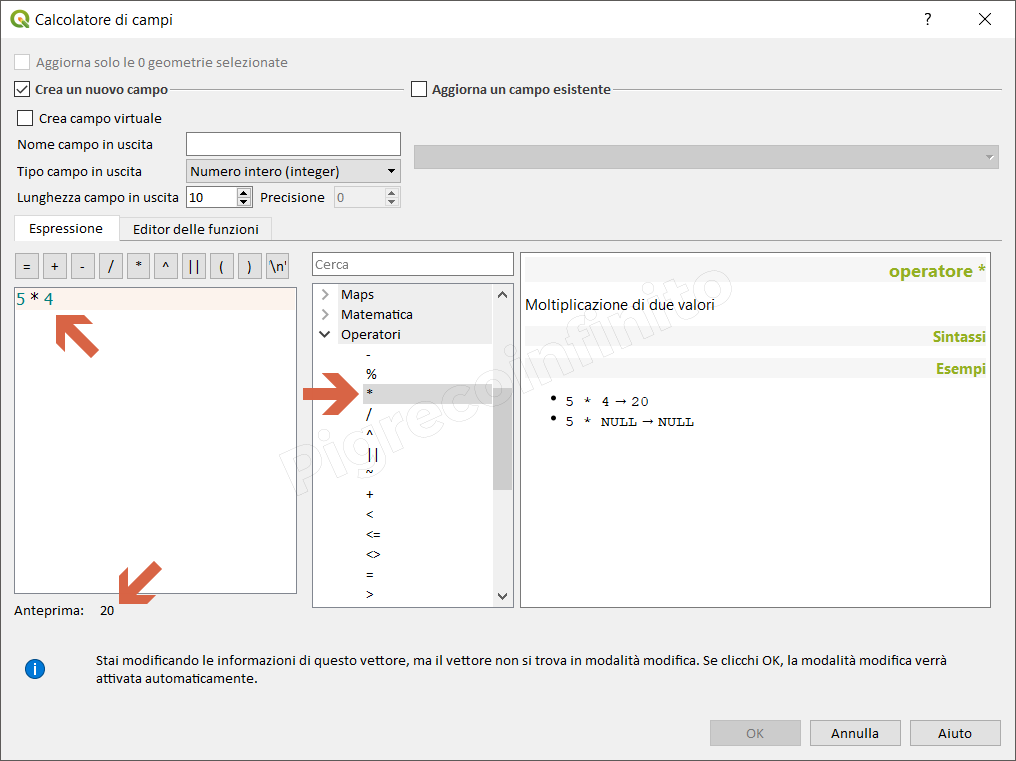 Calcolatore di campi
?
Aggiorna solo le 0 geometrie selezionate
Crea un nuovo campo
Aggiorna un campo esistente
Crea campo virtuale
Nome campo in uscita
Tipo campo in uscita
Numero intero (integer)
Lunghezza campo in uscita
10
Precisione
0
Espressione
Editor delle funzioni
= + - / * ^ || ( ) \n'
5 * 4
Anteprima: 20
Cerca
Maps
Matematica
Operatori
-
%
*
/
^
||
~
+
<
<=
<>
=
>
operatore *
Moltiplicazione di due valori
Sintassi
Esempi
• 5 * 4 → 20
• 5 * NULL → NULL
Pigrecoinfinito
Stai modificando le informazioni di questo vettore, ma il vettore non si trova in modalità modifica. Se clicchi OK, la modalità modifica verrà
attivata automaticamente.
OK
Annulla
Aiuto